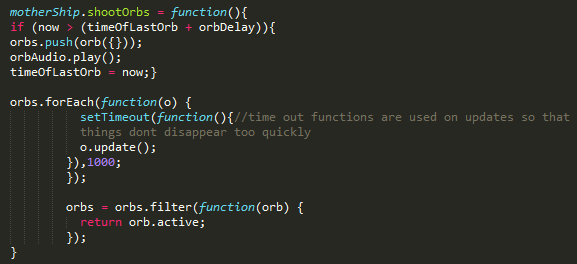 motherShip.shootOrbs = function(){
if (now > (timeOfLastOrb + orbDelay)){
orbs.push(orb({}));
orbAudio.play();
timeOfLastOrb = now;}
orbs.forEach(function(o) {
setTimeout(function(){//time out functions are used on updates so that
things dont disappear too quickly
o.update();
}),1000;
});
orbs = orbs.filter(function(orb) {
return orb.active;
});
}